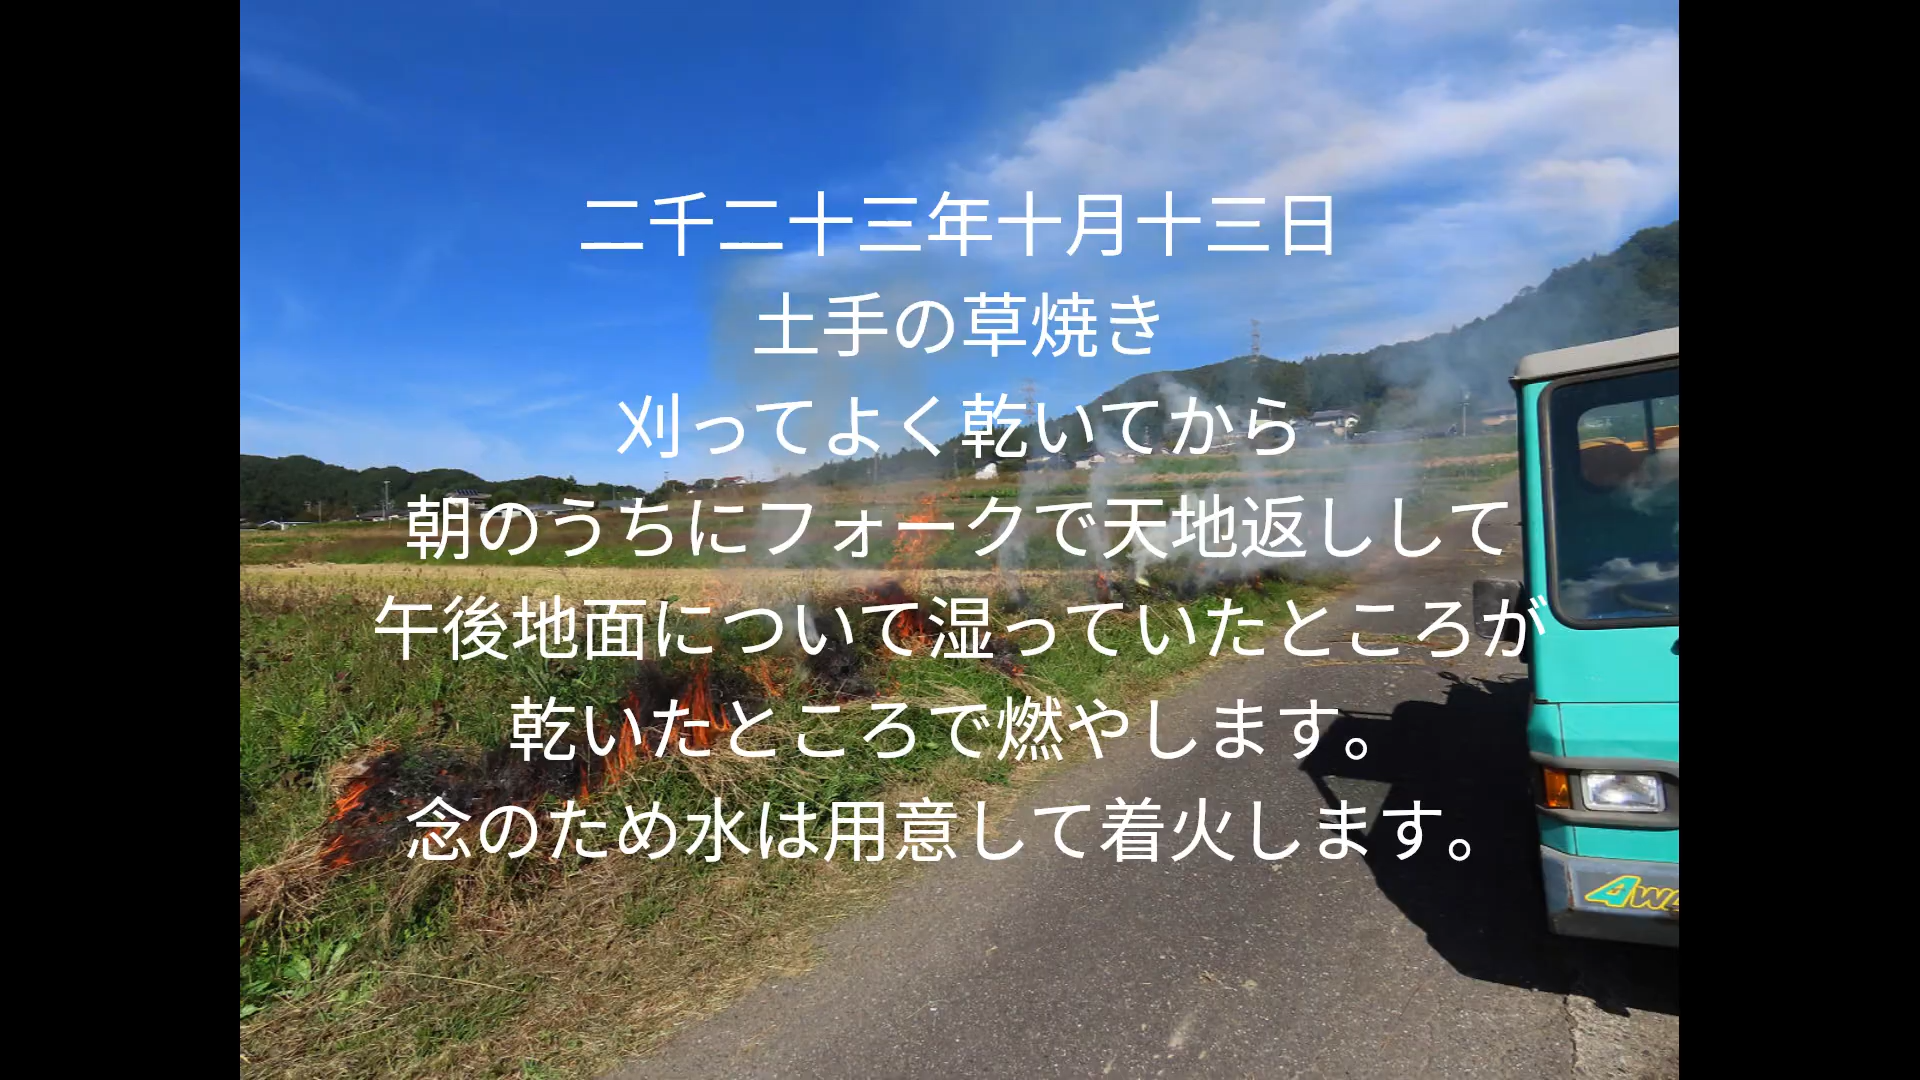 二千二十三年十月十三日
土手の草焼き
刈ってよく乾いてから
朝のうちにフォークで天地返しして
午後地面について湿っていたところが
乾いたところで燃やします。
念のため水は用意して着火します。